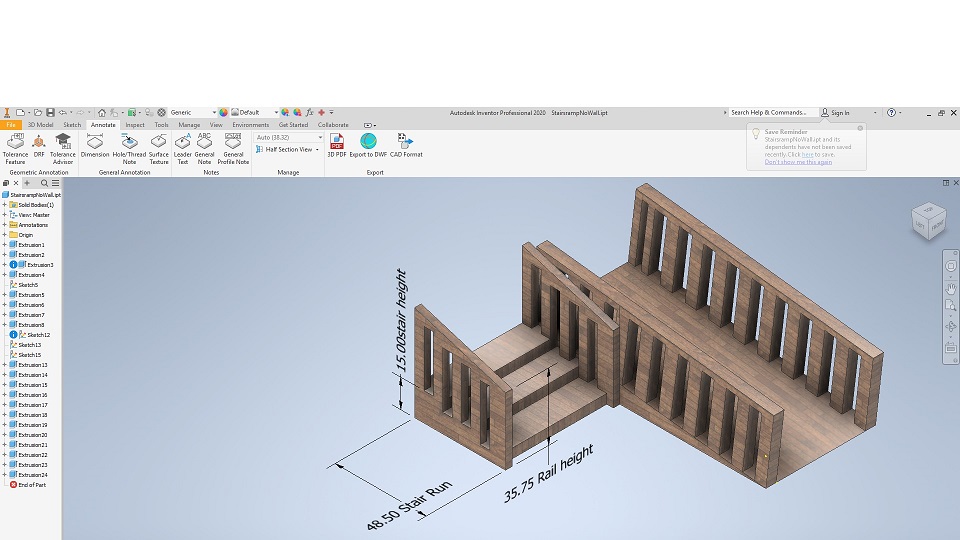 Generic
Default
Autodesk Inventor Professional 2020 StairsrampNoWall.ipt
Search Help & Commands...
Sign In
File 3D Model Sketch Annotate Inspect Tools Manage View Environments Get Started Collaborate
Tolerance Feature
DRF
Tolerance Advisor
Dimension
Hole/Thread Note
Surface Texture
Leader Text
General Note
General Profile Note
Auto (38.32)
Half Section View
3D PDF
Export to DWF
CAD Format
Geometric Annotation
General Annotation
Notes
Manage
Export
Save Reminder
StairsrampNoWall.ipt and its
dependents have not been saved
recently.Click here to save.
Don't show me this again
StairsrampNoWall.ipt
Solid Bodies(1)
View: Master
Annotations
Origin
Extrusion1
Extrusion2
Extrusion3
Extrusion4
Sketch5
Extrusion5
Extrusion6
Extrusion7
Extrusion8
Sketch12
Sketch13
Sketch15
Extrusion13
Extrusion14
Extrusion15
Extrusion16
Extrusion17
Extrusion18
Extrusion19
Extrusion20
Extrusion21
Extrusion22
Extrusion23
Extrusion24
End of Part
15.00stair height
35.75 Rail height
48.50 Stair Run